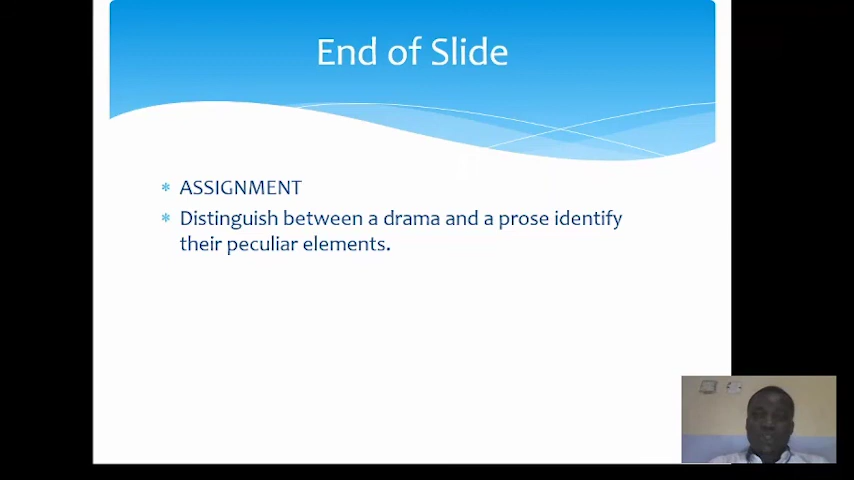 End of Slide
ASSIGNMENT
Distinguish between a drama and a prose identify
their peculiar elements.